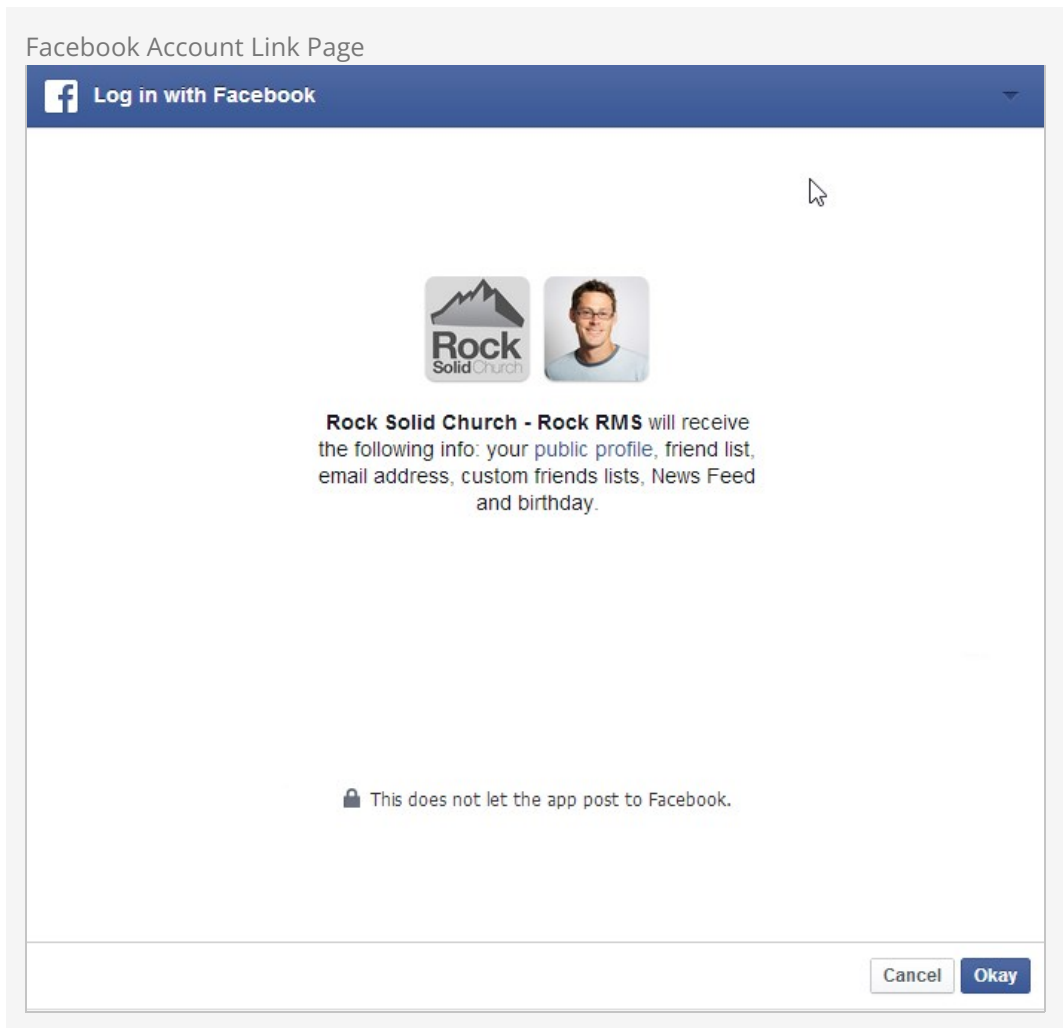 Facebook Account Link Page
f Log in with Facebook
Rock
Solid Church
Rock Solid Church - Rock RMS will receive
the following info: your public profile, friend list,
email address, custom friends lists, News Feed
and birthday.
This does not let the app post to Facebook.
Cancel Okay